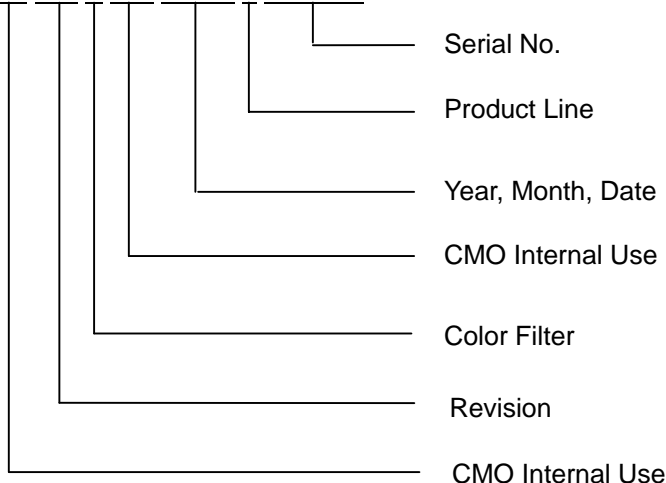 Serial No.
Product Line
Year, Month, Date
CMO Internal Use
Color Filter
Revision
CMO Internal Use